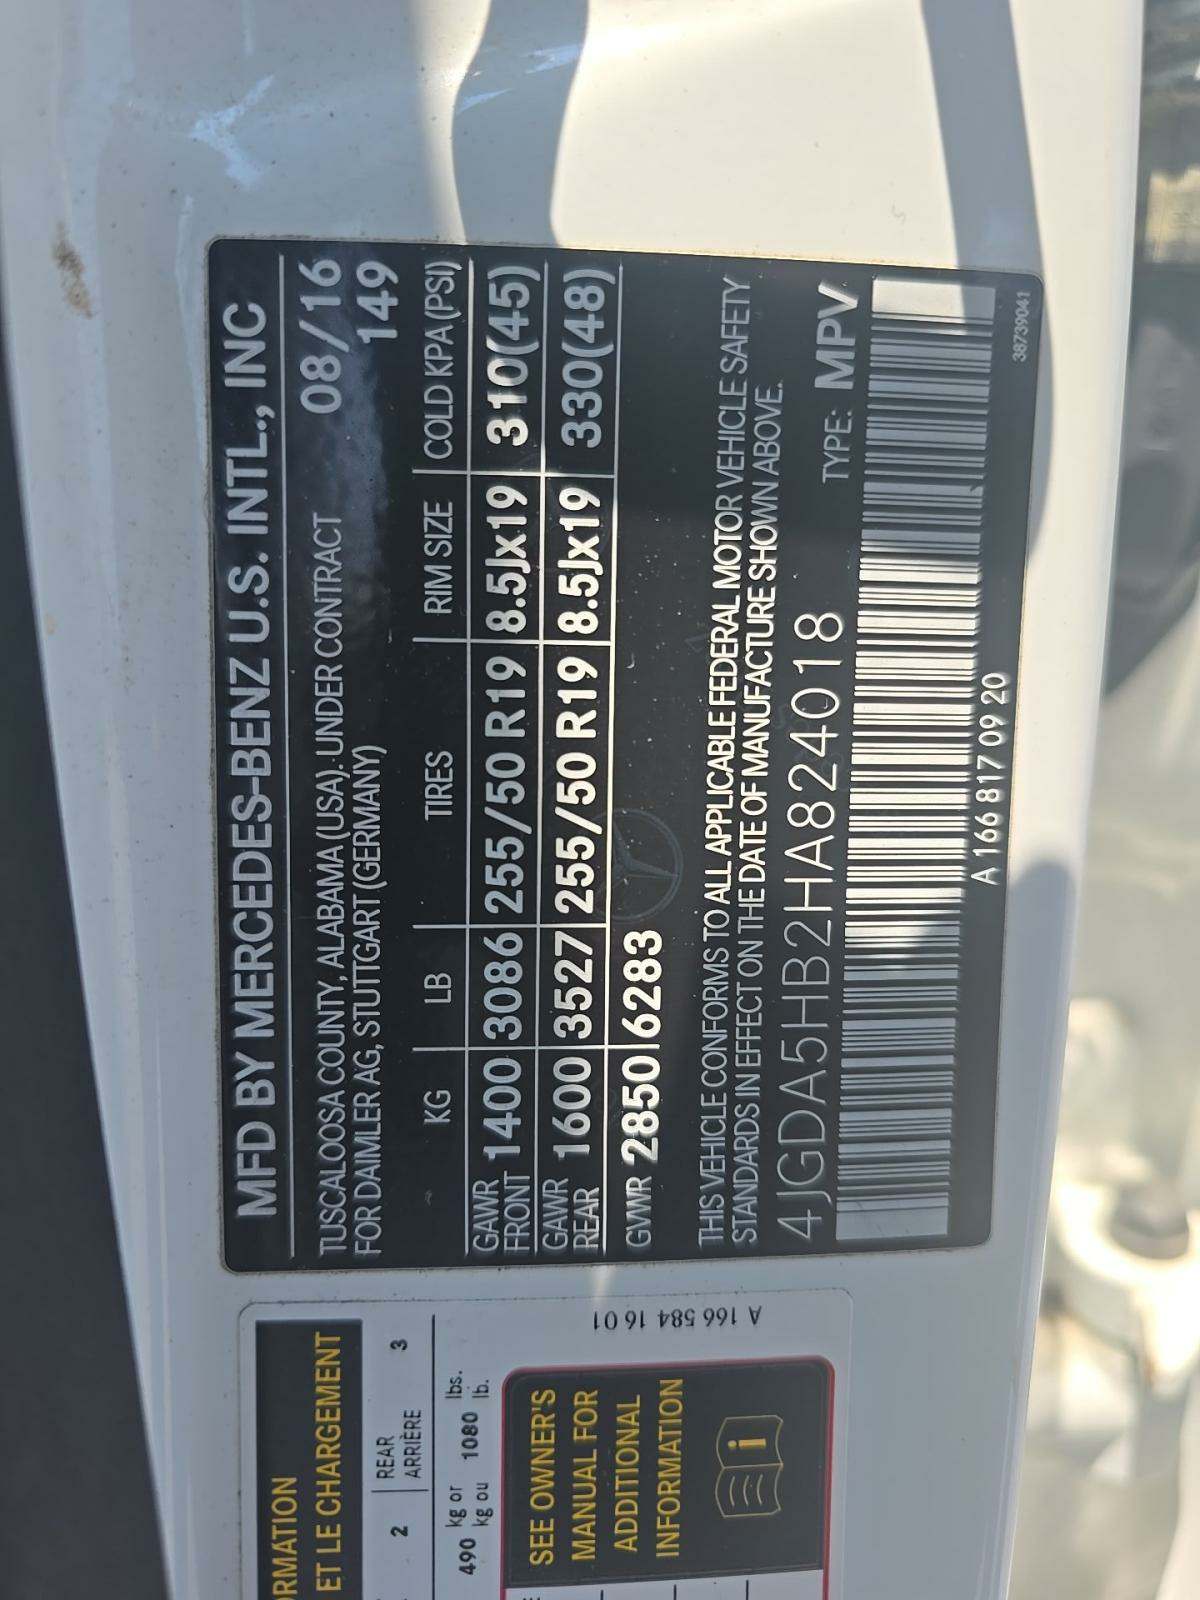 MFD BY MERCEDES-BENZ U.S. INTL., INC
TUSCALOOSA COUNTY, ALABAMA (USA). UNDER CONTRACT 08/16
FOR DAIMLER AG, STUTTGART (GERMANY) 149
KG LB TIRES RIM SIZE COLD KPA (PSI)
GAWR FRONT 1400 3086 255/50 R19 8.5Jx19 310(45)
GAWR REAR 1600 3527 255/50 R19 8.5Jx19 330(48)
GVWR 2850 6283
THIS VEHICLE CONFORMS TO ALL APPLICABLE FEDERAL MOTOR VEHICLE SAFETY
STANDARDS IN EFFECT ON THE DATE OF MANUFACTURE SHOWN ABOVE.
4JGDA5HB2HA824018 TYPE: MPV
A 166 817 09 20
38739041
ET LE CHARGEMENT
2 REAR 3
ARRIÈRE
490 kg or 1080 lbs.
kg ou lb.
SEE OWNER'S
MANUAL FOR
ADDITIONAL
INFORMATION
A 166 584 16 01